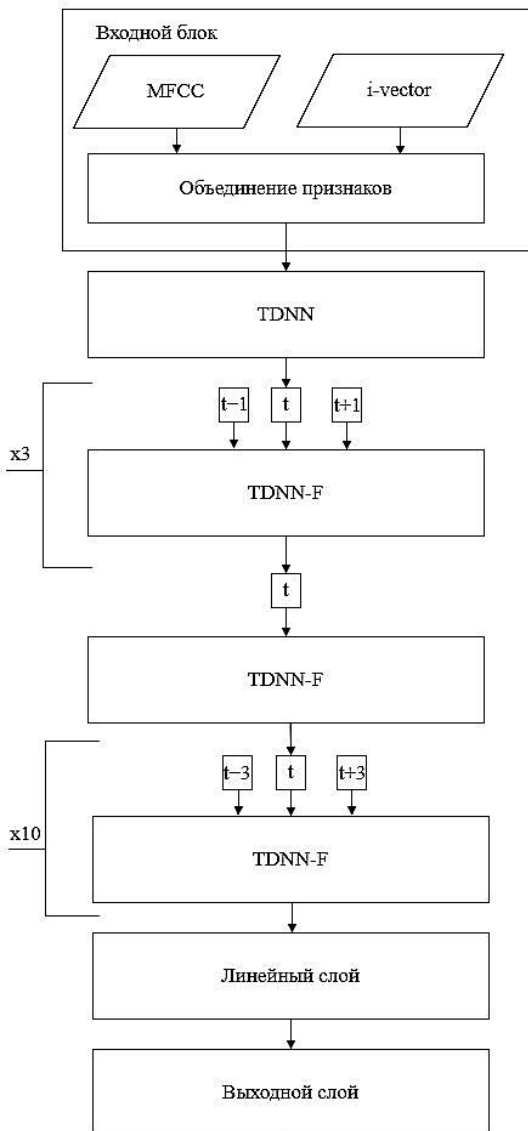 Входной блок
MFCC
i-vector
Объединение признаков
TDNN
t−1 t t+1
x3
TDNN-F
t
TDNN-F
t−3 t t+3
x10
TDNN-F
Линейный слой
Выходной слой